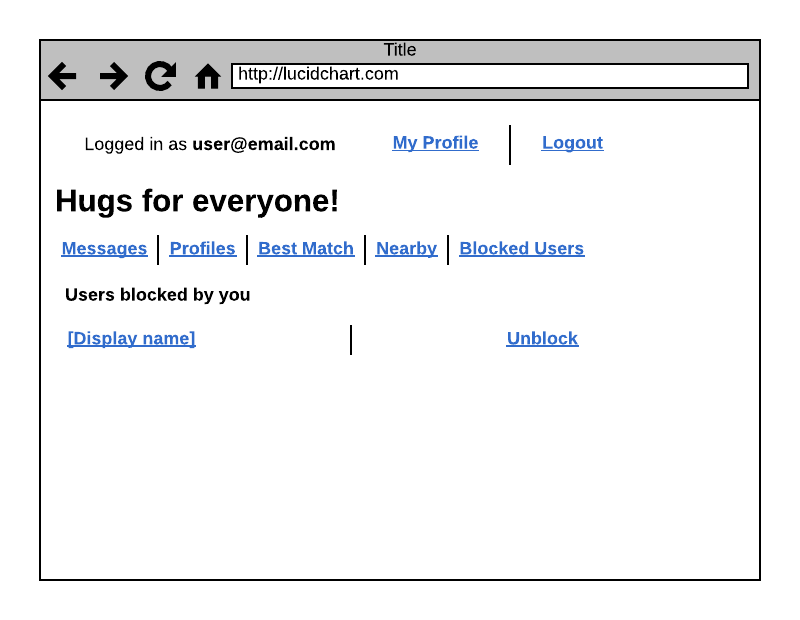 Title
http://lucidchart.com
Logged in as user@email.com My Profile Logout
Hugs for everyone!
Messages Profiles Best Match Nearby Blocked Users
Users blocked by you
[Display name] Unblock